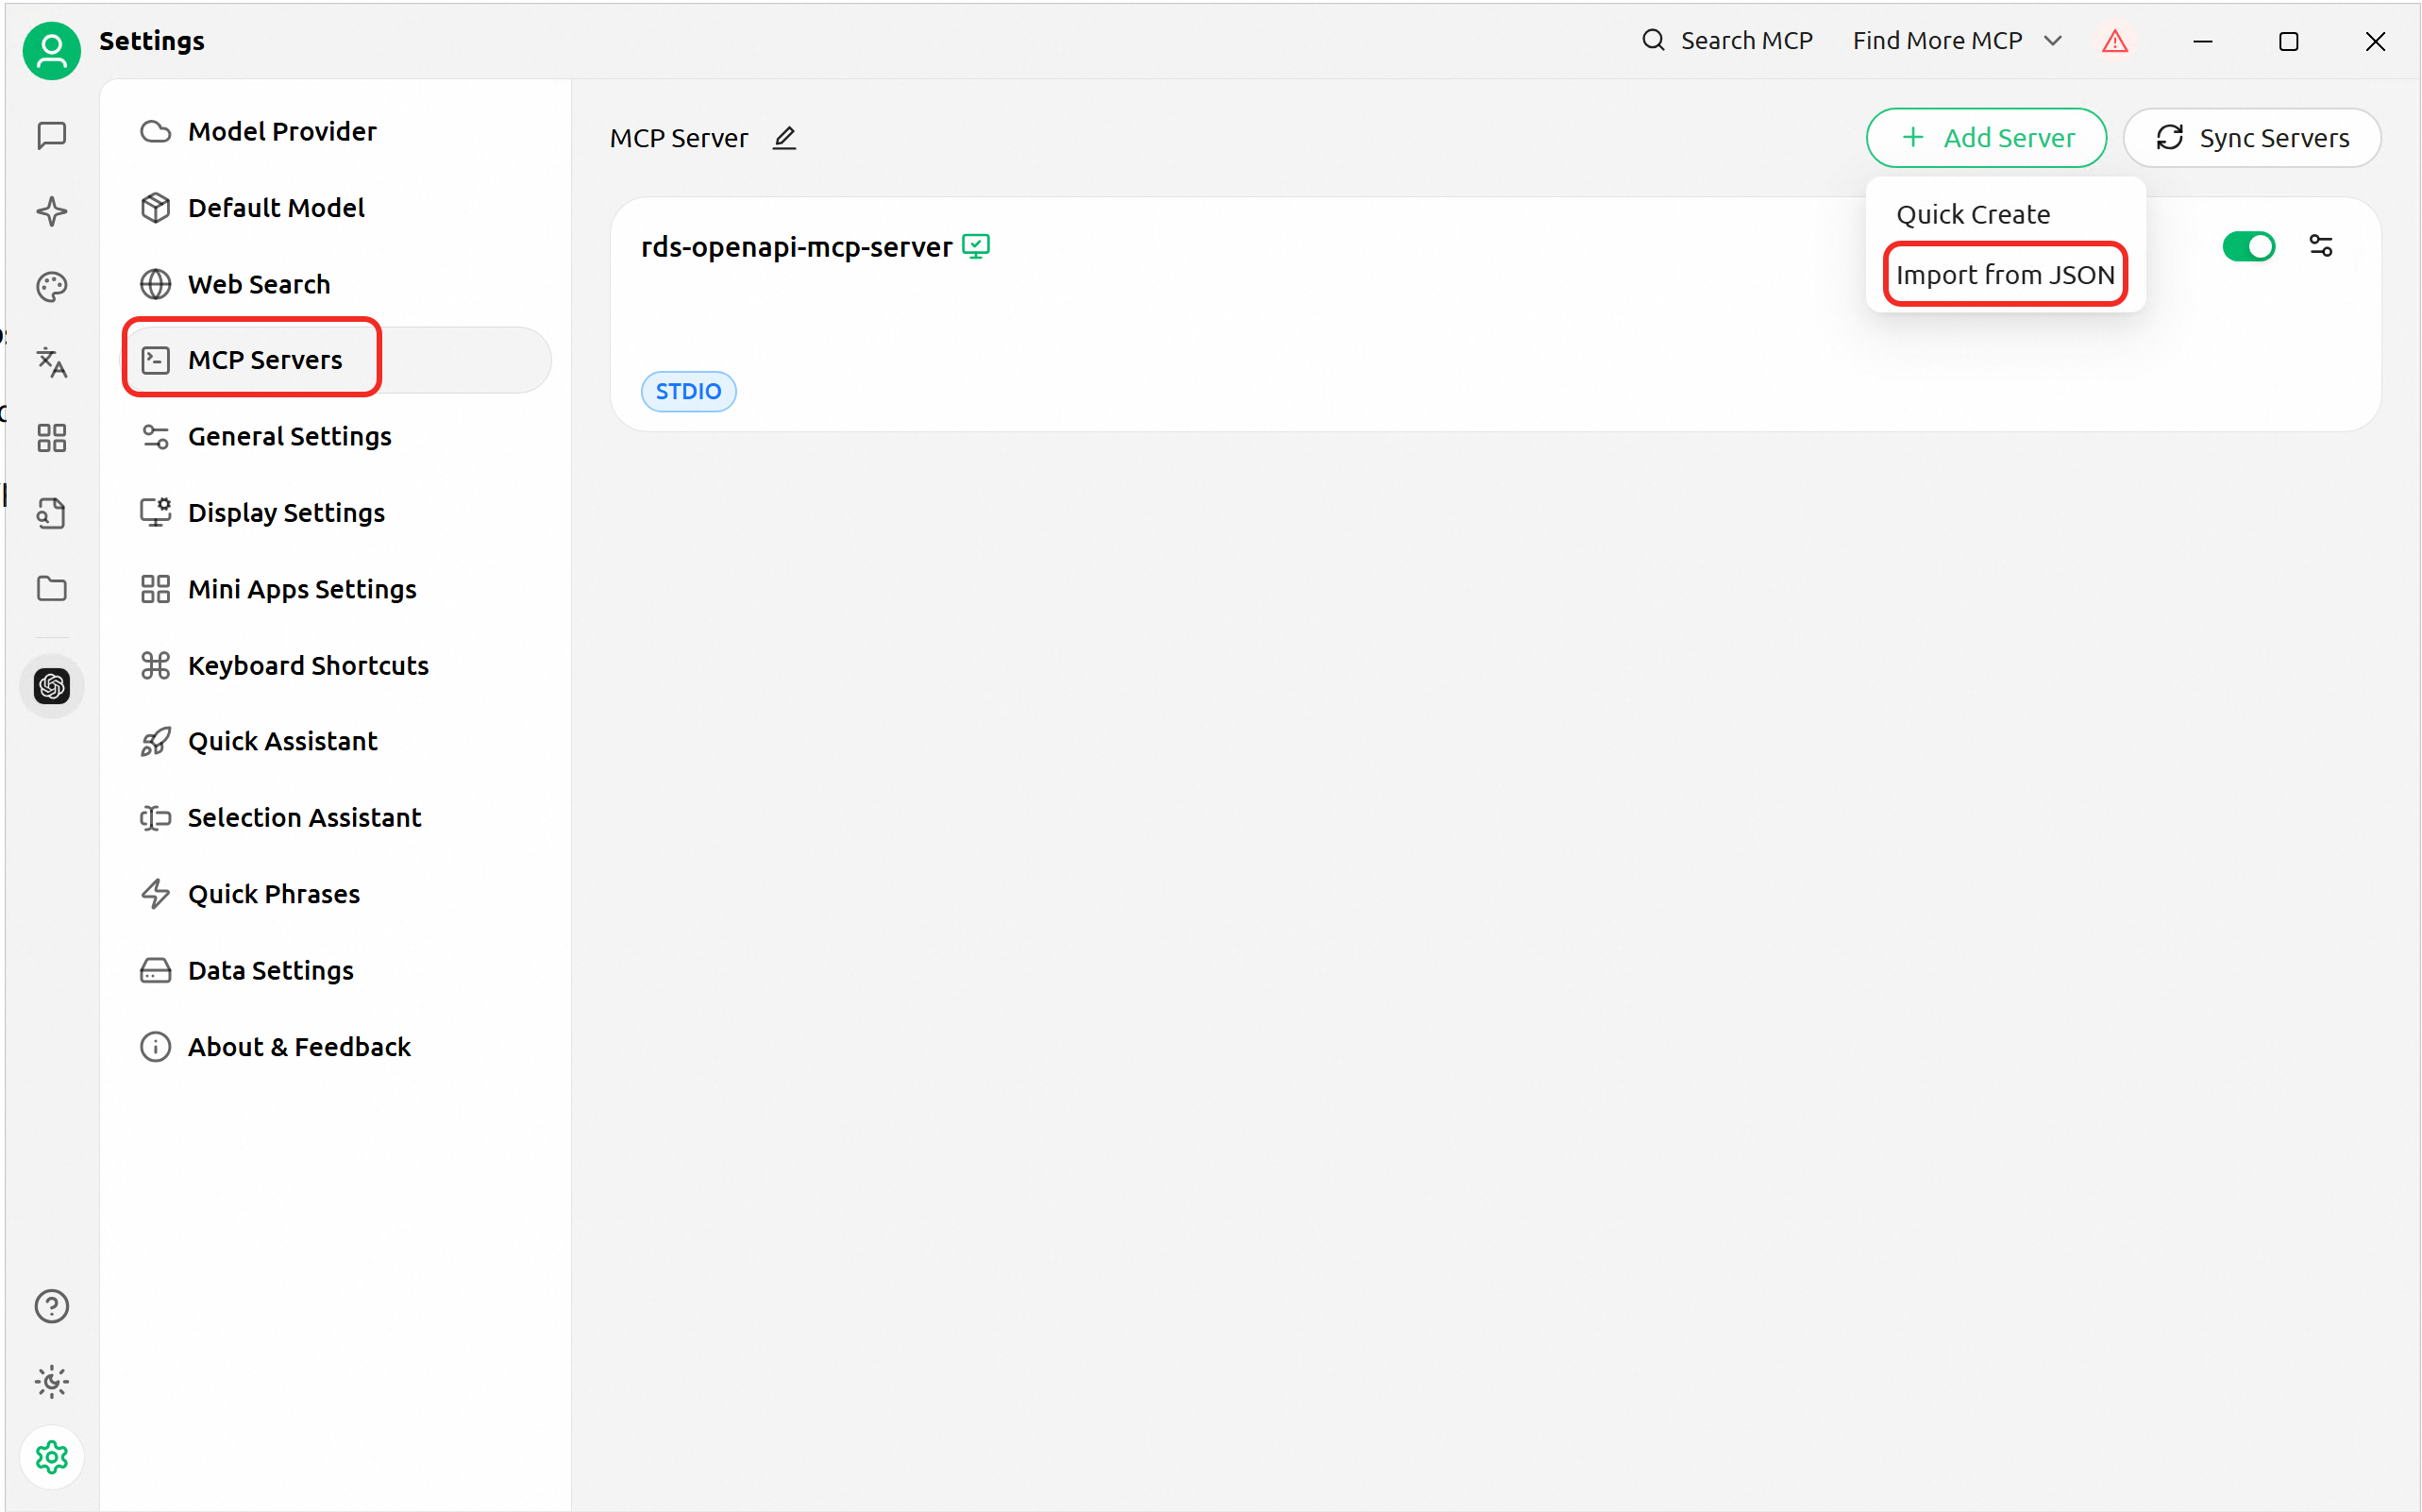 Settings
Search MCP
Find More MCP
Model Provider
Default Model
Web Search
MCP Servers
General Settings
Display Settings
Mini Apps Settings
Keyboard Shortcuts
Quick Assistant
Selection Assistant
Quick Phrases
Data Settings
About & Feedback
MCP Server
Add Server
Sync Servers
Quick Create
Import from JSON
rds-openapi-mcp-server
STDIO